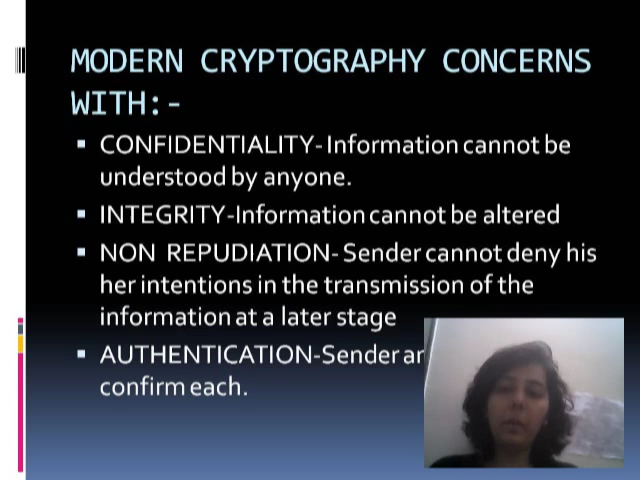 MODERN CRYPTOGRAPHY CONCERNS
WITH:-
CONFIDENTIALITY- Information cannot be
understood by anyone.
INTEGRITY-Information cannot be altered
NON REPUDIATION- Sender cannot deny his
her intentions in the transmission of the
information at a later stage
AUTHENTICATION-Sender
confirm each.